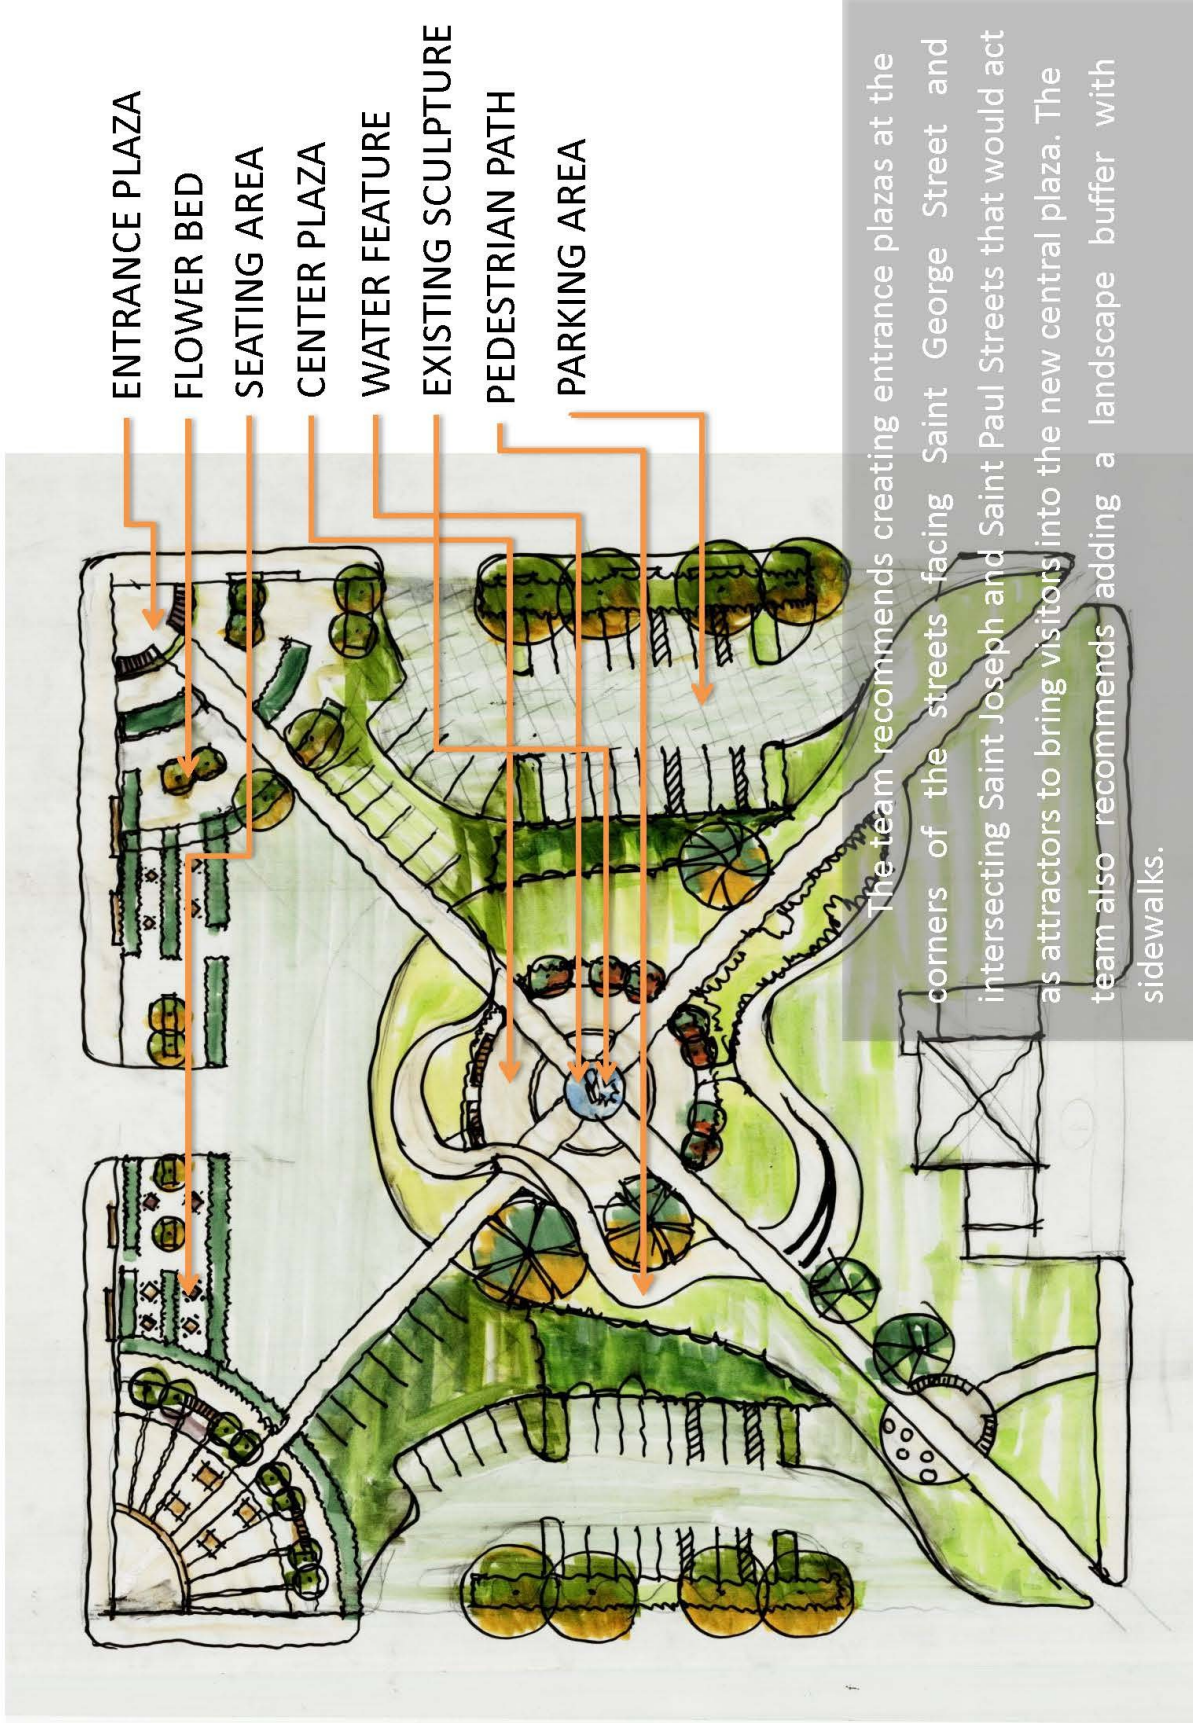 ENTRANCE PLAZA
FLOWER BED
SEATING AREA
CENTER PLAZA
WATER FEATURE
EXISTING SCULPTURE
PEDESTRIAN PATH
PARKING AREA
The team recommends creating entrance plazas at the
corners of the streets facing Saint George Street and
intersecting Saint Joseph and Saint Paul Streets that would act
as attractors to bring visitors into the new central plaza. The
team also recommends adding a landscape buffer with
sidewalks.